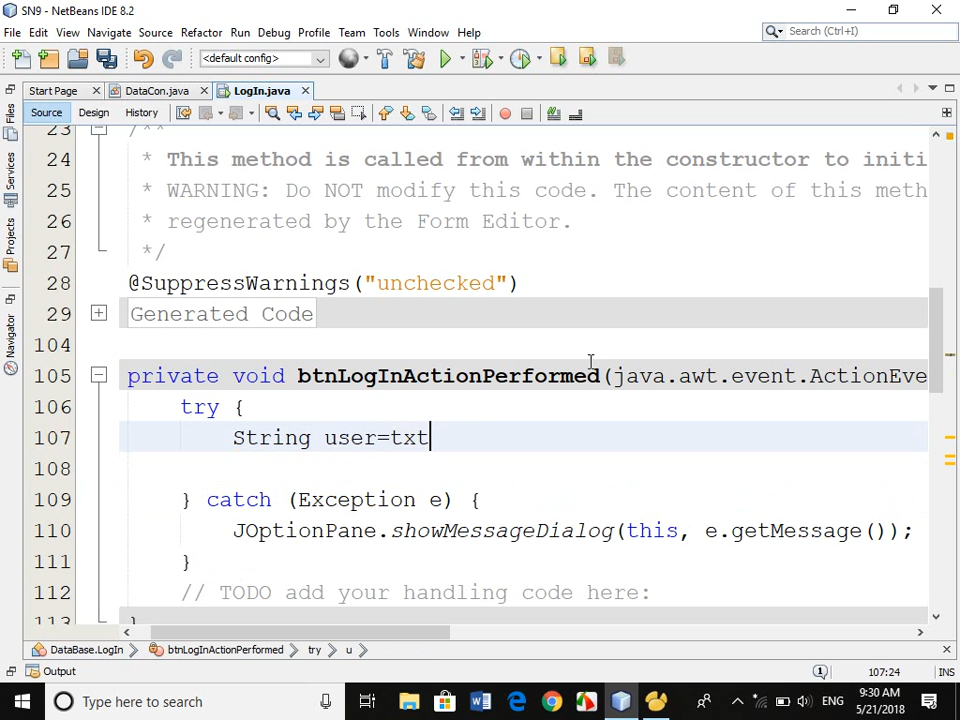 SN9 - NetBeans IDE 8.2
File Edit View Navigate Source Refactor Run Debug Profile Team Tools Window Help
Search (Ctrl+I)
<default config>
Start Page DataCon.java LogIn.java
Source Design History
Files
Services
Projects
Navigator
23 /**
24 * This method is called from within the constructor to initi
25 * WARNING: Do NOT modify this code. The content of this meth
26 * regenerated by the Form Editor.
27 */
28 @SuppressWarnings("unchecked")
29 Generated Code
104
105 private void btnLogInActionPerformed(java.awt.event.ActionEve
106 try {
107 String user=txt
108
109 } catch (Exception e) {
110 JOptionPane.showMessageDialog(this, e.getMessage());
111 }
112 // TODO add your handling code here:
113 }
DataBase.LogIn btnLogInActionPerformed try u
Output 1 107:24 INS
Type here to search ENG 9:30 AM
5/21/2018